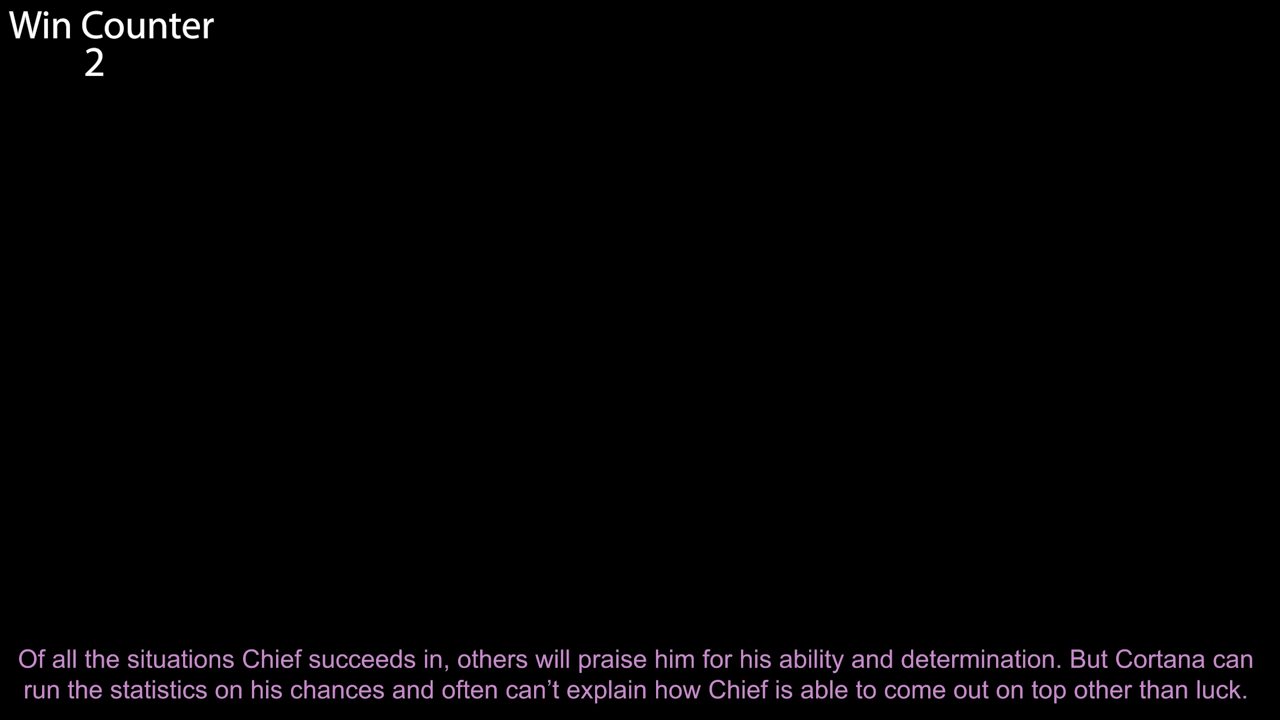 Win Counter
2
Of all the situations Chief succeeds in, others will praise him for his ability and determination. But Cortana can
run the statistics on his chances and often can’t explain how Chief is able to come out on top other than luck.